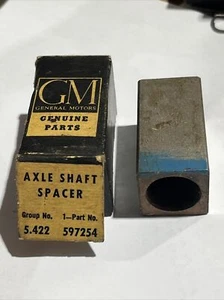 GM
GENERAL MOTORS
GENUINE
PARTS
AXLE SHAFT
SPACER
Group No. 1-Part No.
5.422 597254